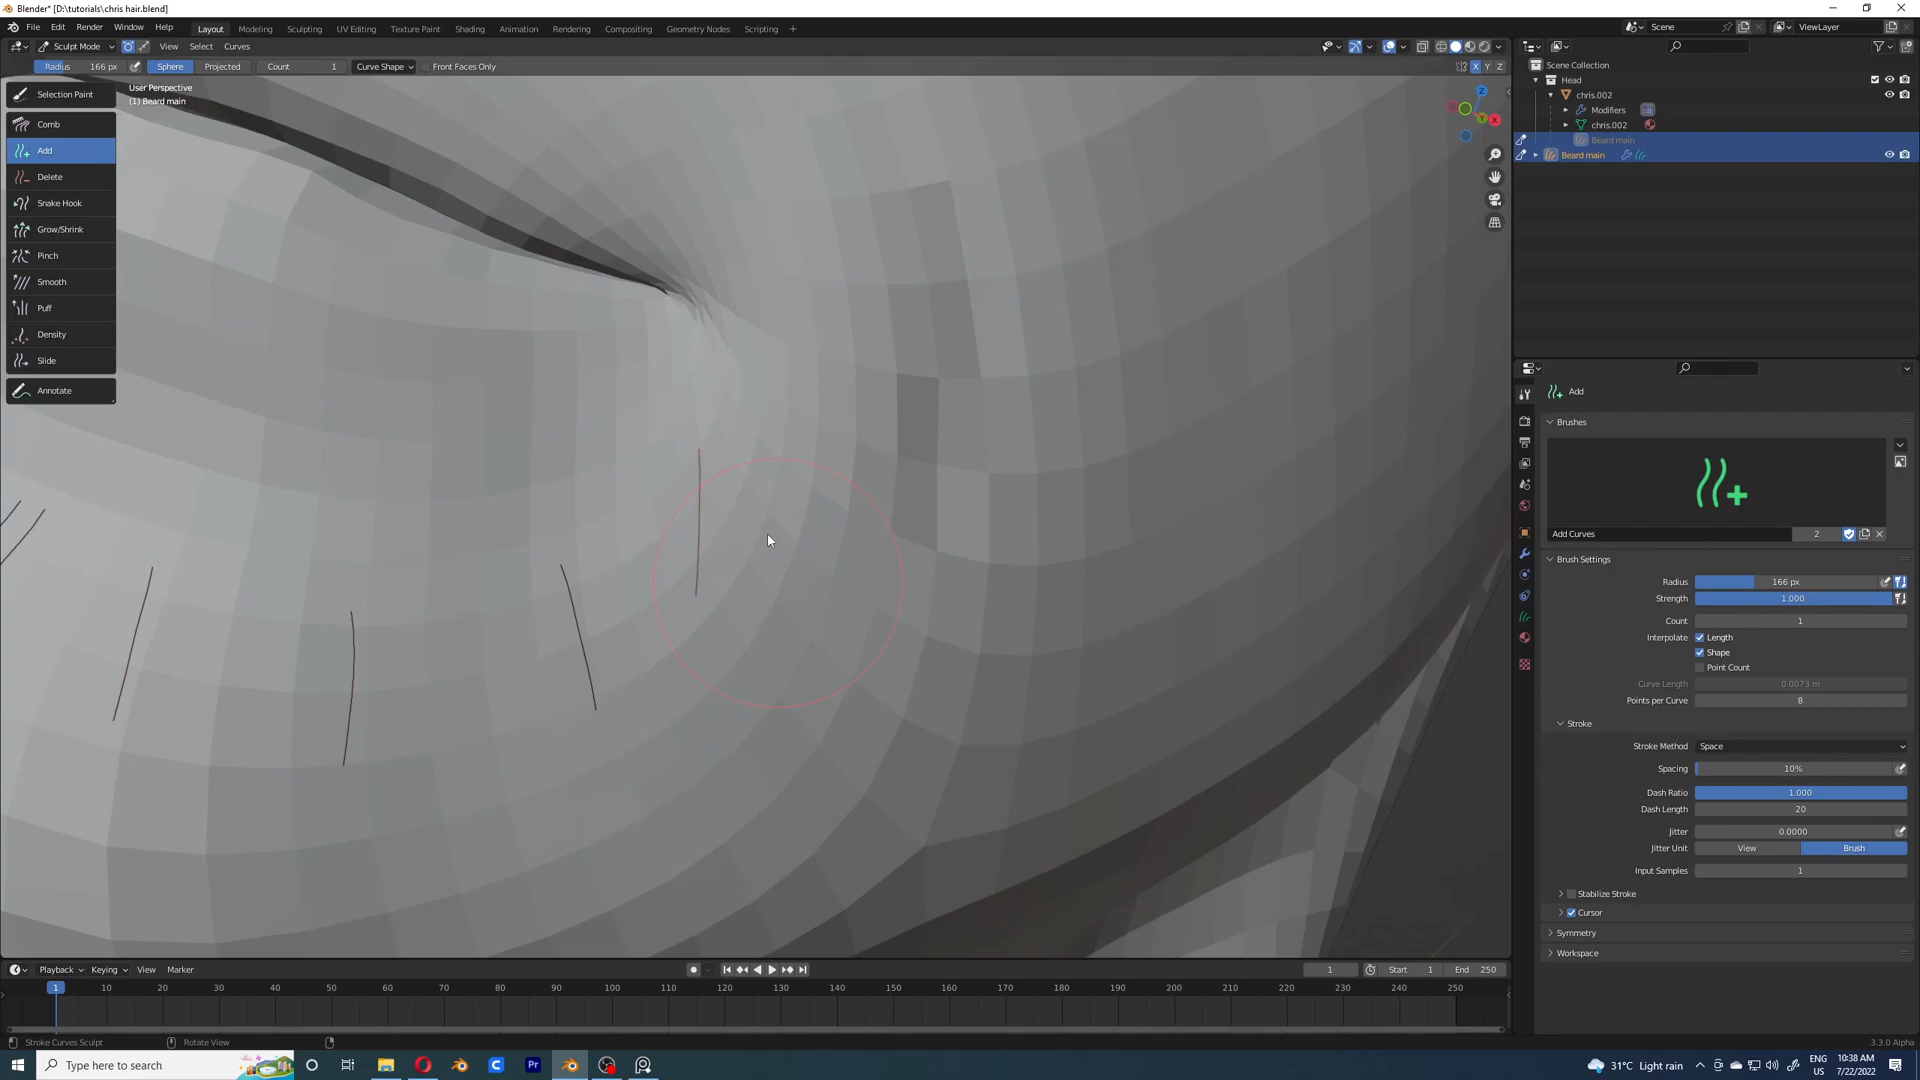 Blender* [D:\tutorials\chris hair.blend]
File Edit Render Window Help
Layout Modeling Sculpting UV Editing Texture Paint Shading Animation Rendering Compositing Geometry Nodes Scripting +
Scene
ViewLayer
Sculpt Mode View Select Curves
Radius 166 px Sphere Projected Count 1 Curve Shape Front Faces Only
X Y Z
User Perspective
(1) Beard main
Selection Paint
Comb
Add
Delete
Snake Hook
Grow/Shrink
Pinch
Smooth
Puff
Density
Slide
Annotate
Z
X
Y
Scene Collection
Head
chris.002
Modifiers
chris.002
Beard main
Beard main
Add
Brushes
Add Curves 2
Brush Settings
Radius 166 px
Strength 1.000
Count 1
Interpolate Length
Shape
Point Count
Curve Length 0.0073 m
Points per Curve 8
Stroke
Stroke Method Space
Spacing 10%
Dash Ratio 1.000
Dash Length 20
Jitter 0.0000
Jitter Unit View Brush
Input Samples 1
Stabilize Stroke
Cursor
Symmetry
Workspace
Playback Keying View Marker
1 Start 1 End 250
1 10 20 30 40 50 60 70 80 90 100 110 120 130 140 150 160 170 180 190 200 210 220 230 240 250
Stroke Curves Sculpt Rotate View
3.3.0 Alpha
Type here to search
Pr
31°C Light rain
ENG
US
10:38 AM
7/22/2022